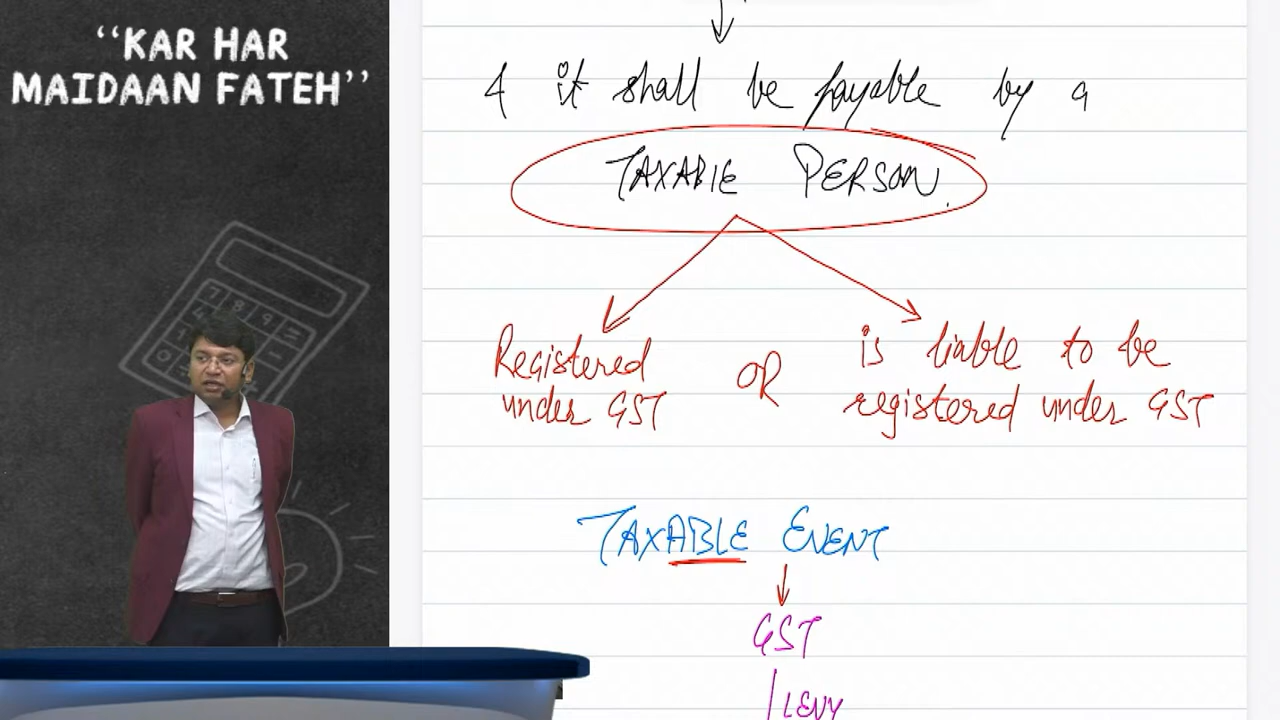 “KAR HAR
MAIDAAN FATEH”
& it shall be payable by a
TAXABLE PERSON.
Registered
under GST
OR
is liable to be
registered under GST
TAXABLE EVENT
GST
LEVY